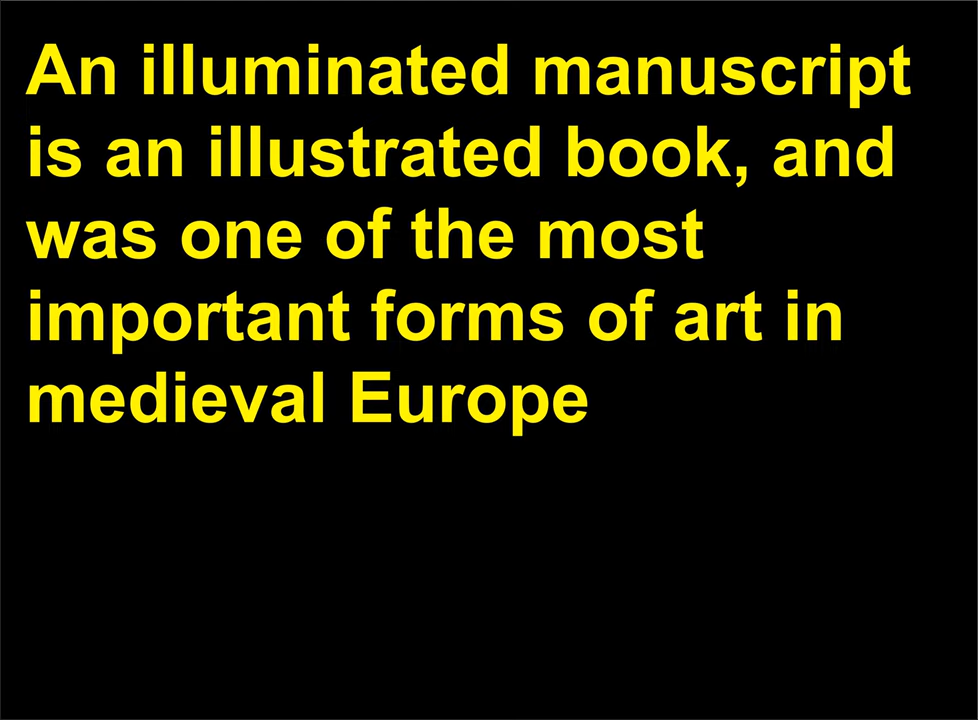 An illuminated manuscript
is an illustrated book, and
was one of the most
important forms of art in
medieval Europe